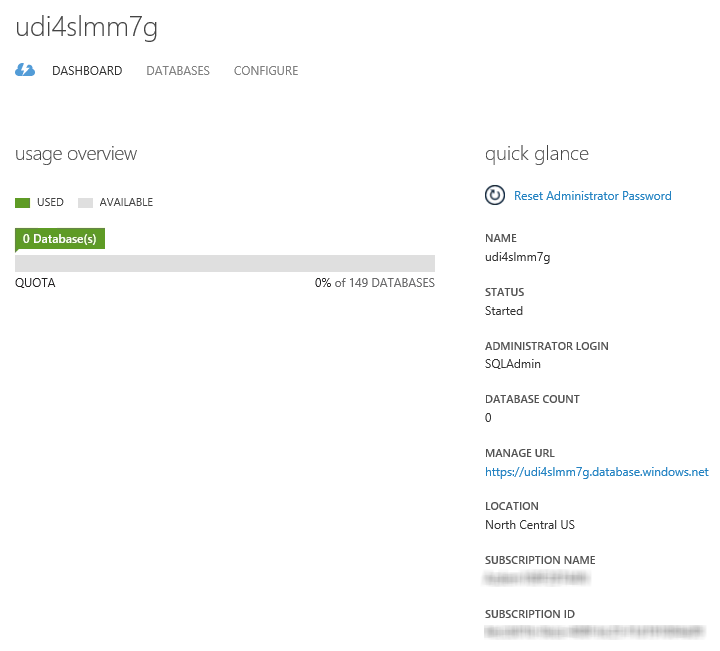 udi4slmm7g
DASHBOARD DATABASES CONFIGURE
usage overview
USED AVAILABLE
0 Database(s)
QUOTA 0% of 149 DATABASES
quick glance
Reset Administrator Password
NAME
udi4slmm7g
STATUS
Started
ADMINISTRATOR LOGIN
SQLAdmin
DATABASE COUNT
0
MANAGE URL
https://udi4slmm7g.database.windows.net
LOCATION
North Central US
SUBSCRIPTION NAME
SUBSCRIPTION ID